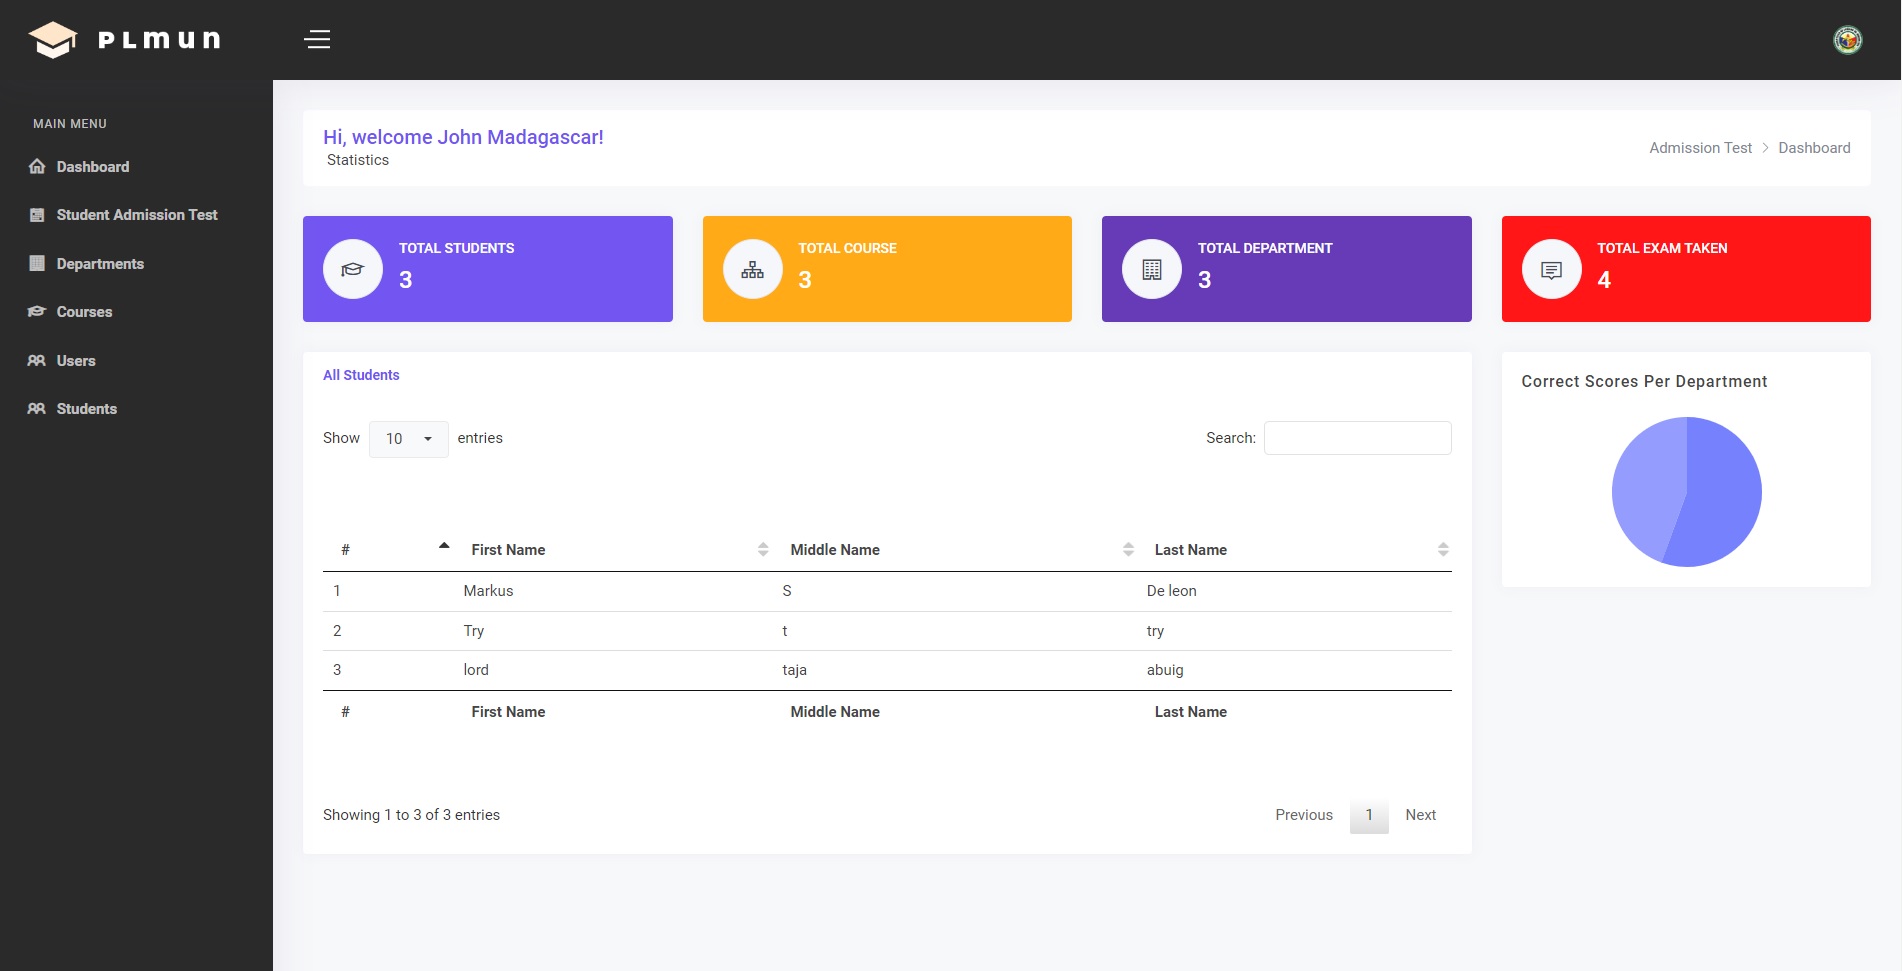 PLmun
MAIN MENU
Dashboard
Student Admission Test
Departments
Courses
Users
Students
Hi, welcome John Madagascar!
Statistics
Admission Test > Dashboard
TOTAL STUDENTS
3
TOTAL COURSE
3
TOTAL DEPARTMENT
3
TOTAL EXAM TAKEN
4
All Students
Show 10 entries
Search:
# First Name Middle Name Last Name
1 Markus S De leon
2 Try t try
3 lord taja abuig
# First Name Middle Name Last Name
Showing 1 to 3 of 3 entries
Previous 1 Next
Correct Scores Per Department